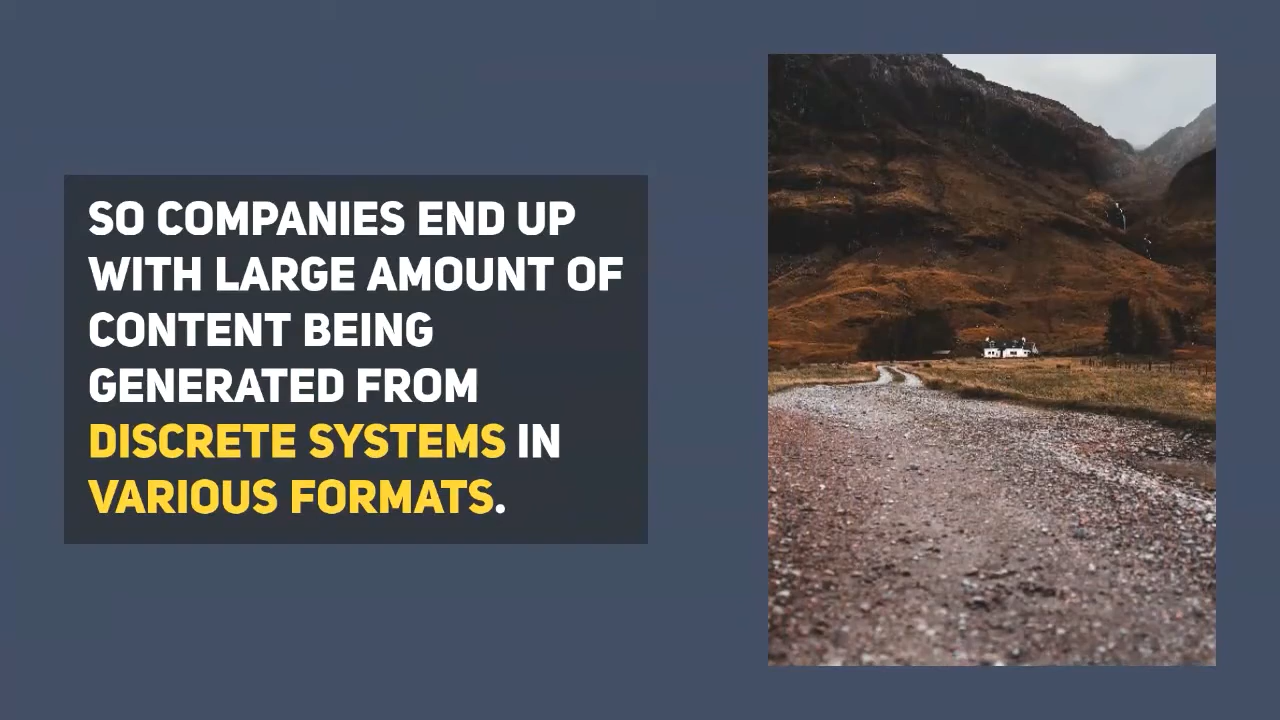 SO COMPANIES END UP
WITH LARGE AMOUNT OF
CONTENT BEING
GENERATED FROM
DISCRETE SYSTEMS IN
VARIOUS FORMATS.